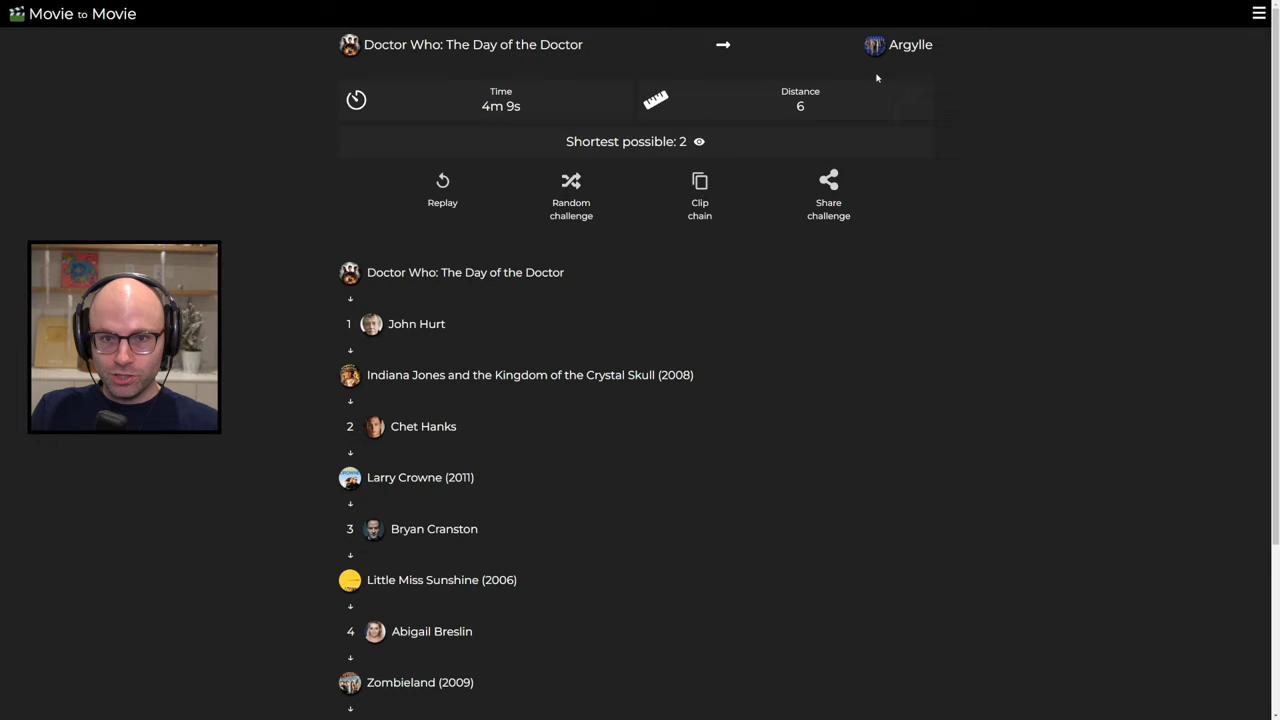 Movie to Movie
Doctor Who: The Day of the Doctor
Argylle
Time
4m 9s
Distance
6
Shortest possible: 2
Replay
Random
challenge
Clip
chain
Share
challenge
Doctor Who: The Day of the Doctor
1 John Hurt
Indiana Jones and the Kingdom of the Crystal Skull (2008)
2 Chet Hanks
Larry Crowne (2011)
3 Bryan Cranston
Little Miss Sunshine (2006)
4 Abigail Breslin
Zombieland (2009)